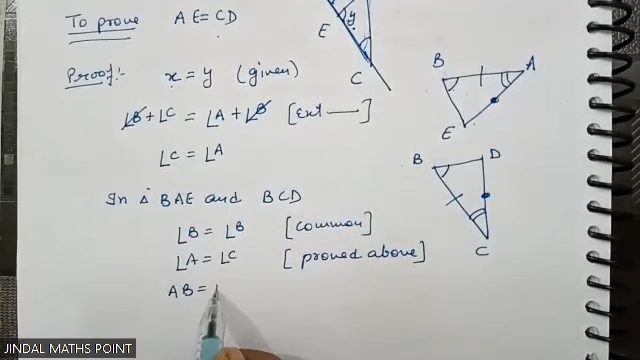 To prove AE = CD
E y C
Proof:- x = y (given)
∠B + ∠C = ∠A + ∠B [Ext —]
∠C = ∠A
B A E
B D C
In △ BAE and BCD
∠B = ∠B [common]
∠A = ∠C [proved above]
AB =
JINDAL MATHS POINT